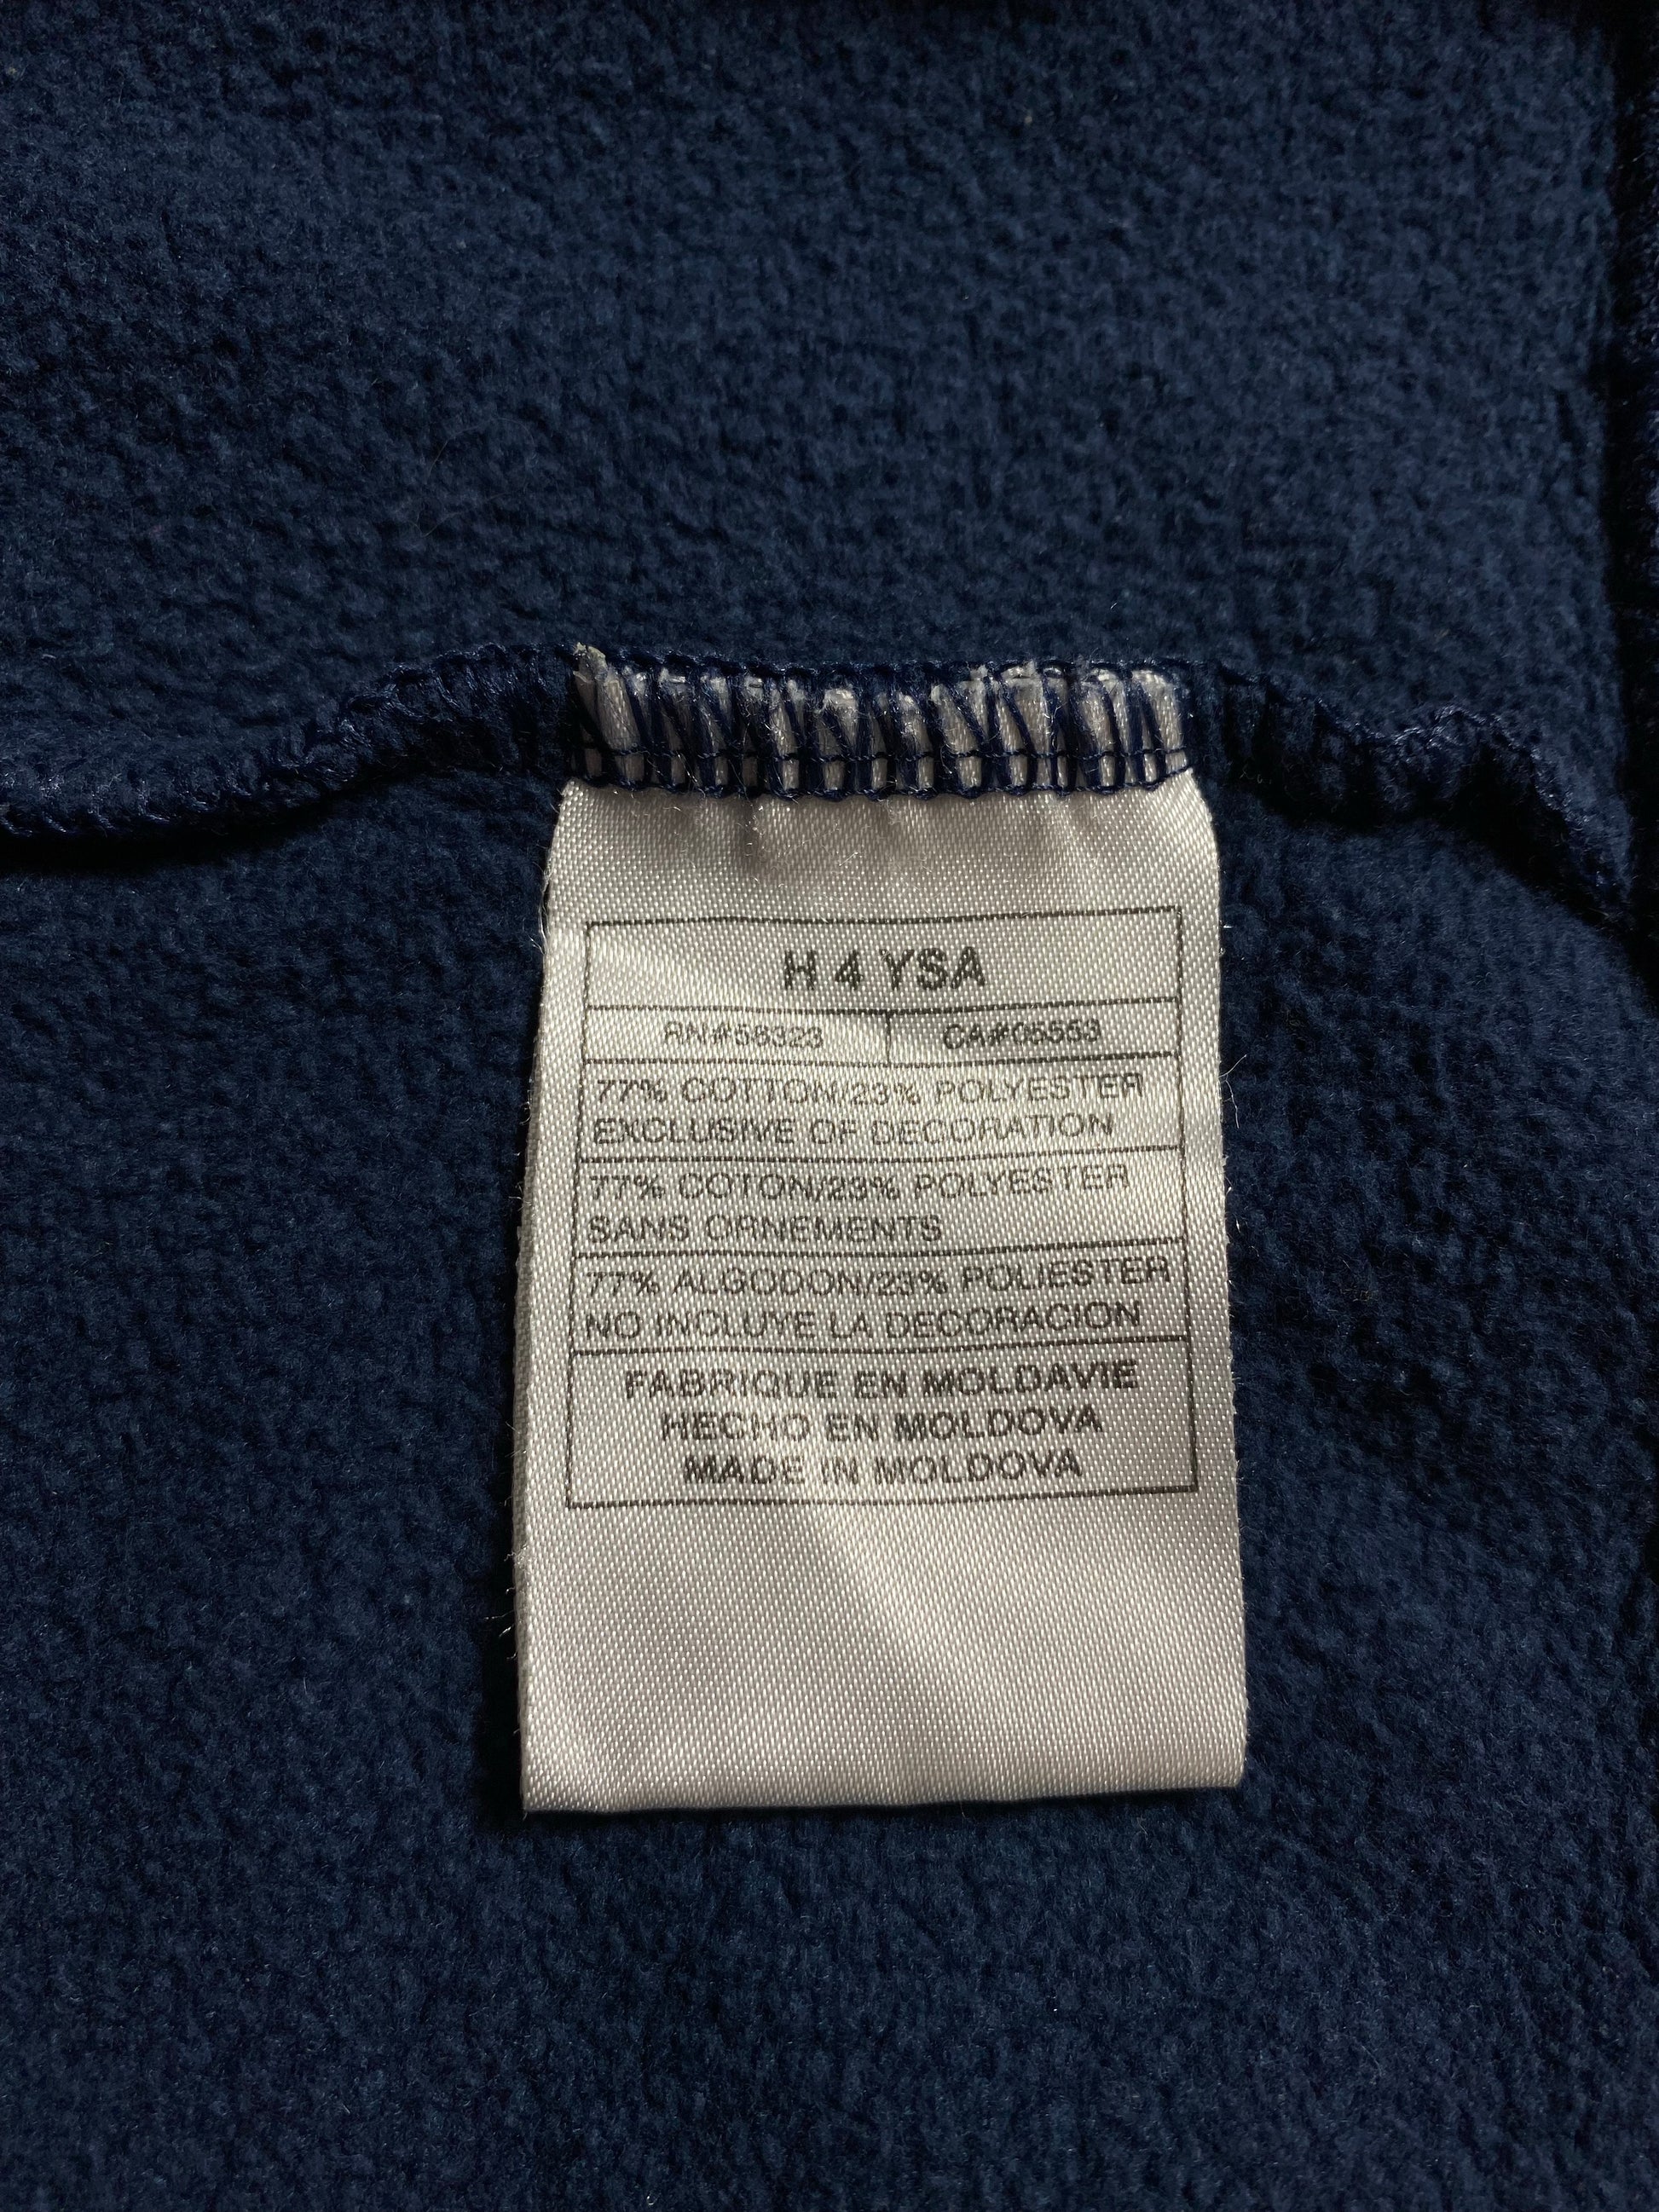 H 4 YSA
RN#56323 CA#05553
77% COTTON/23% POLYESTER
EXCLUSIVE OF DECORATION
77% COTON/23% POLYESTER
SANS ORNEMENTS
77% ALGODON/23% POLIESTER
NO INCLUYE LA DECORACION
FABRIQUE EN MOLDAVIE
HECHO EN MOLDOVA
MADE IN MOLDOVA